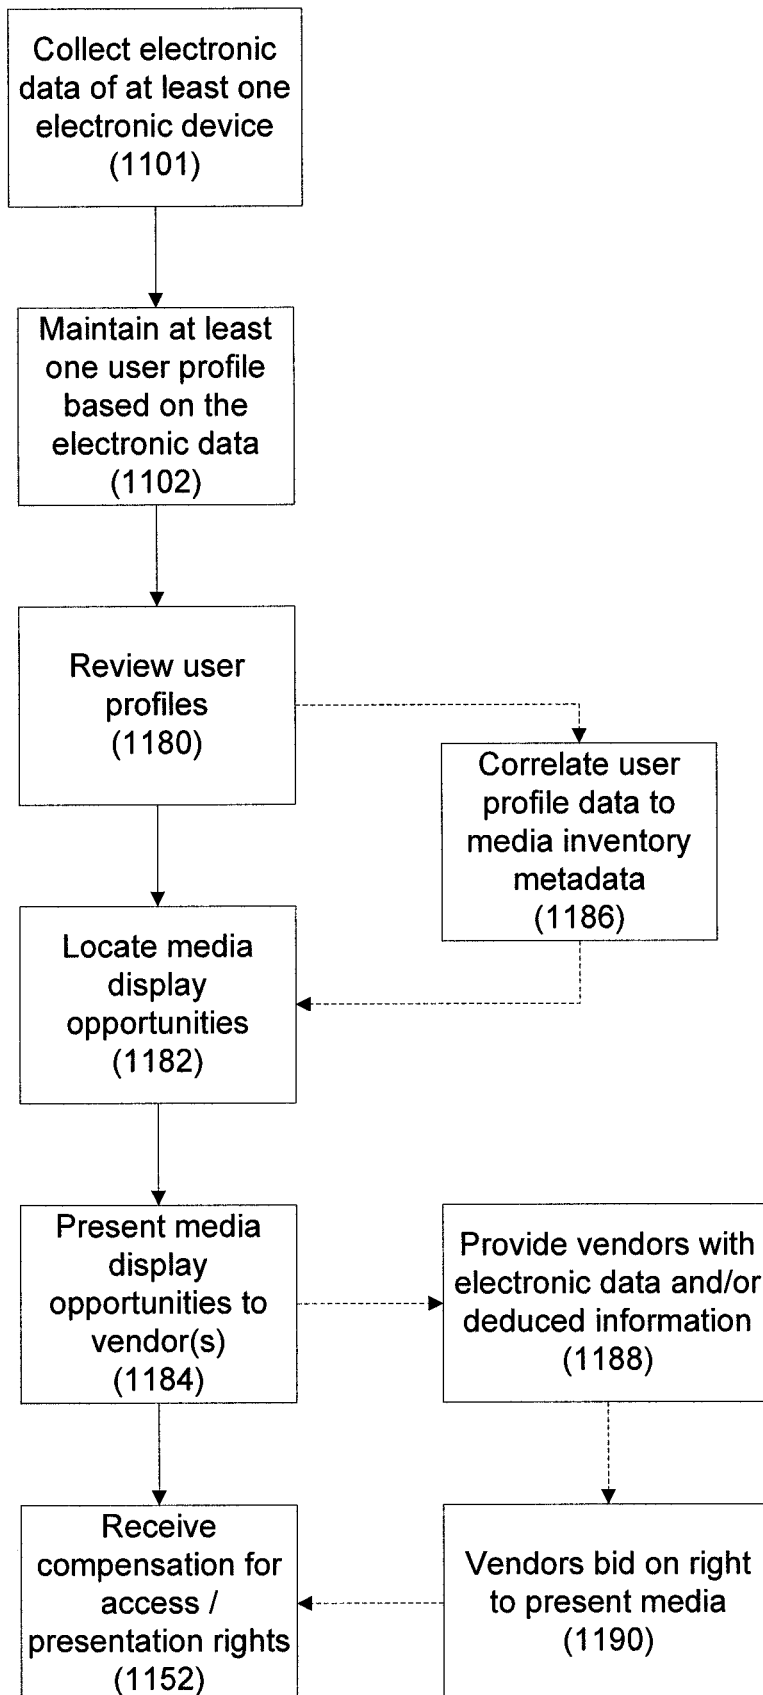 Collect electronic
data of at least one
electronic device
(1101)
Maintain at least
one user profile
based on the
electronic data
(1102)
Review user
profiles
(1180)
Correlate user
profile data to
media inventory
metadata
(1186)
Locate media
display
opportunities
(1182)
Present media
display
opportunities to
vendor(s)
(1184)
Provide vendors with
electronic data and/or
deduced information
(1188)
Receive
compensation for
access /
presentation rights
(1152)
Vendors bid on right
to present media
(1190)